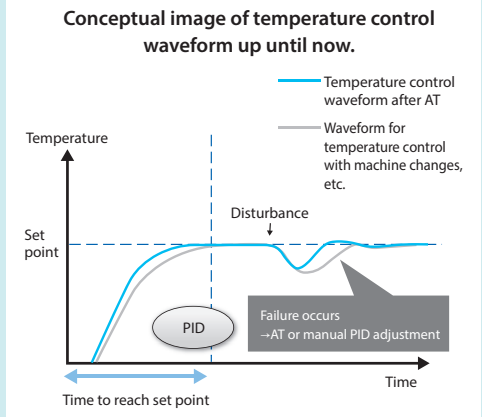 Conceptual image of temperature control
waveform up until now.
Temperature control
waveform after AT
Waveform for
temperature control
with machine changes,
etc.
Temperature
Disturbance
Set
point
Failure occurs
→AT or manual PID adjustment
PID
Time
Time to reach set point